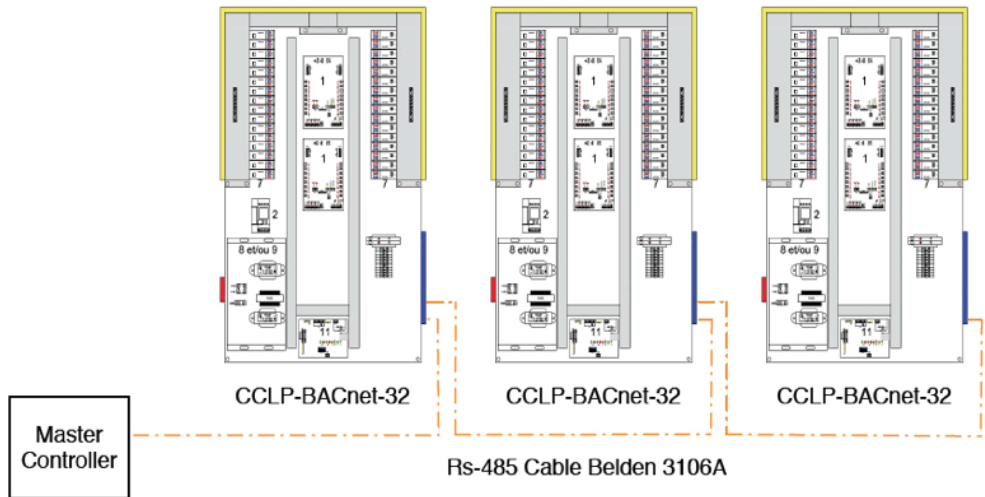 1
1
7
7
2
8 et/ou 9
11
CCLP-BACnet-32
1
1
7
7
2
8 et/ou 9
11
CCLP-BACnet-32
1
1
7
7
2
8 et/ou 9
11
CCLP-BACnet-32
Master
Controller
Rs-485 Cable Belden 3106A